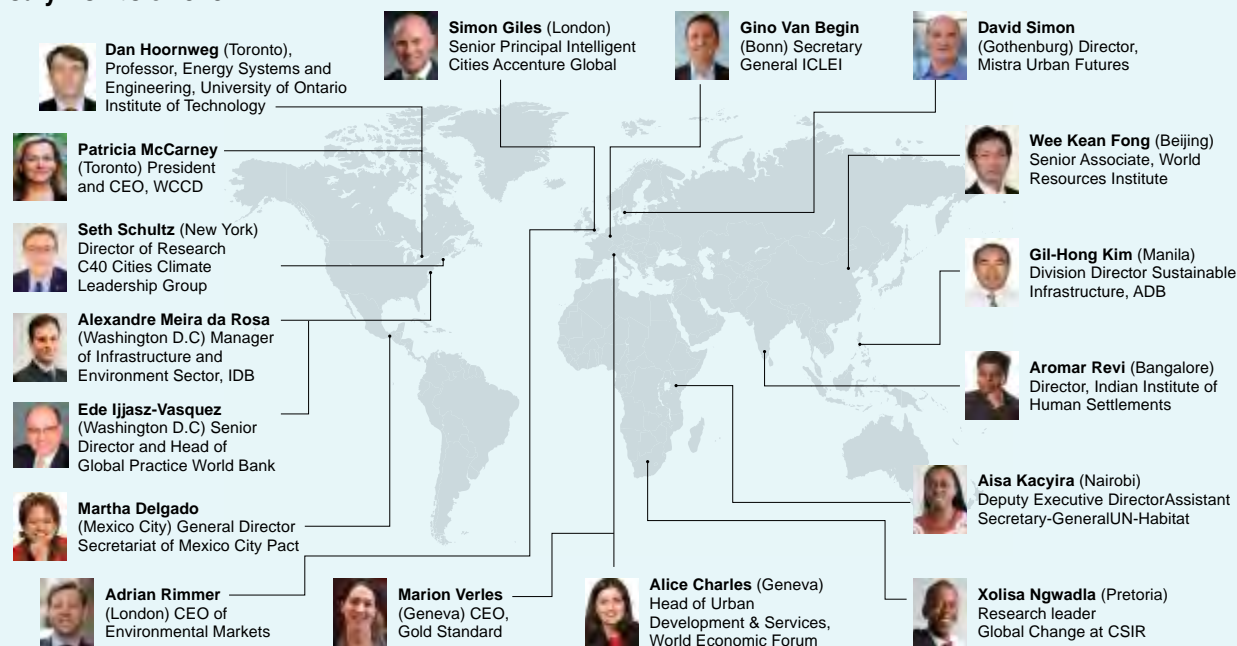 Dan Hoornweg (Toronto),
Professor, Energy Systems and
Engineering, University of Ontario
Institute of Technology
Simon Giles (London)
Senior Principal Intelligent
Cities Accenture Global
Gino Van Begin
(Bonn) Secretary
General ICLEI
David Simon
(Gothenburg) Director,
Mistra Urban Futures
Patricia McCarney
(Toronto) President
and CEO, WCCD
Wee Kean Fong (Beijing)
Senior Associate, World
Resources Institute
Seth Schultz (New York)
Director of Research
C40 Cities Climate
Leadership Group
Gil-Hong Kim (Manila)
Division Director Sustainable
Infrastructure, ADB
Alexandre Meira da Rosa
(Washington D.C) Manager
of Infrastructure and
Environment Sector, IDB
Aromar Revi (Bangalore)
Director, Indian Institute of
Human Settlements
Ede Ijjasz-Vasquez
(Washington D.C) Senior
Director and Head of
Global Practice World Bank
Aisa Kacyira (Nairobi)
Deputy Executive DirectorAssistant
Secretary-GeneralUN-Habitat
Martha Delgado
(Mexico City) General Director
Secretariat of Mexico City Pact
Adrian Rimmer
(London) CEO of
Environmental Markets
Marion Verles
(Geneva) CEO,
Gold Standard
Alice Charles (Geneva)
Head of Urban
Development & Services,
World Economic Forum
Xolisa Ngwadla (Pretoria)
Research leader
Global Change at CSIR